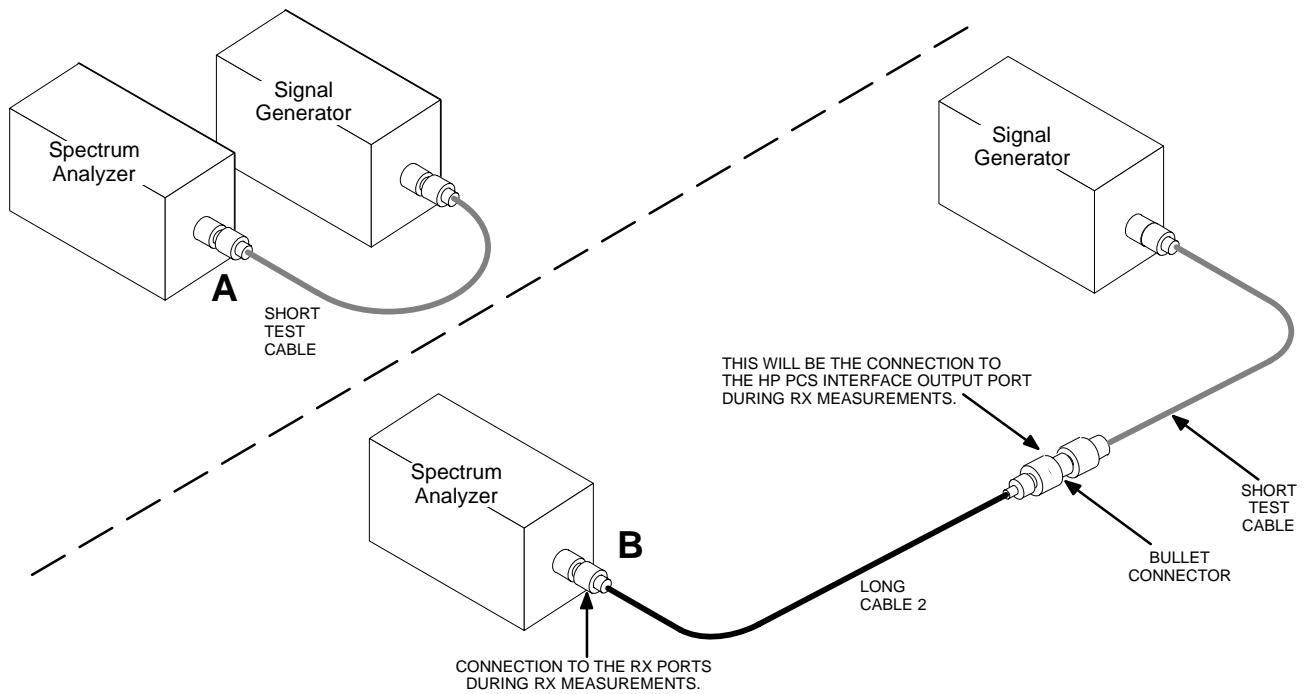 Signal
Generator
Spectrum
Analyzer
A
SHORT
TEST
CABLE
Signal
Generator
THIS WILL BE THE CONNECTION TO
THE HP PCS INTERFACE OUTPUT PORT
DURING RX MEASUREMENTS.
Spectrum
Analyzer
B
SHORT
TEST
CABLE
BULLET
CONNECTOR
LONG
CABLE 2
CONNECTION TO THE RX PORTS
DURING RX MEASUREMENTS.